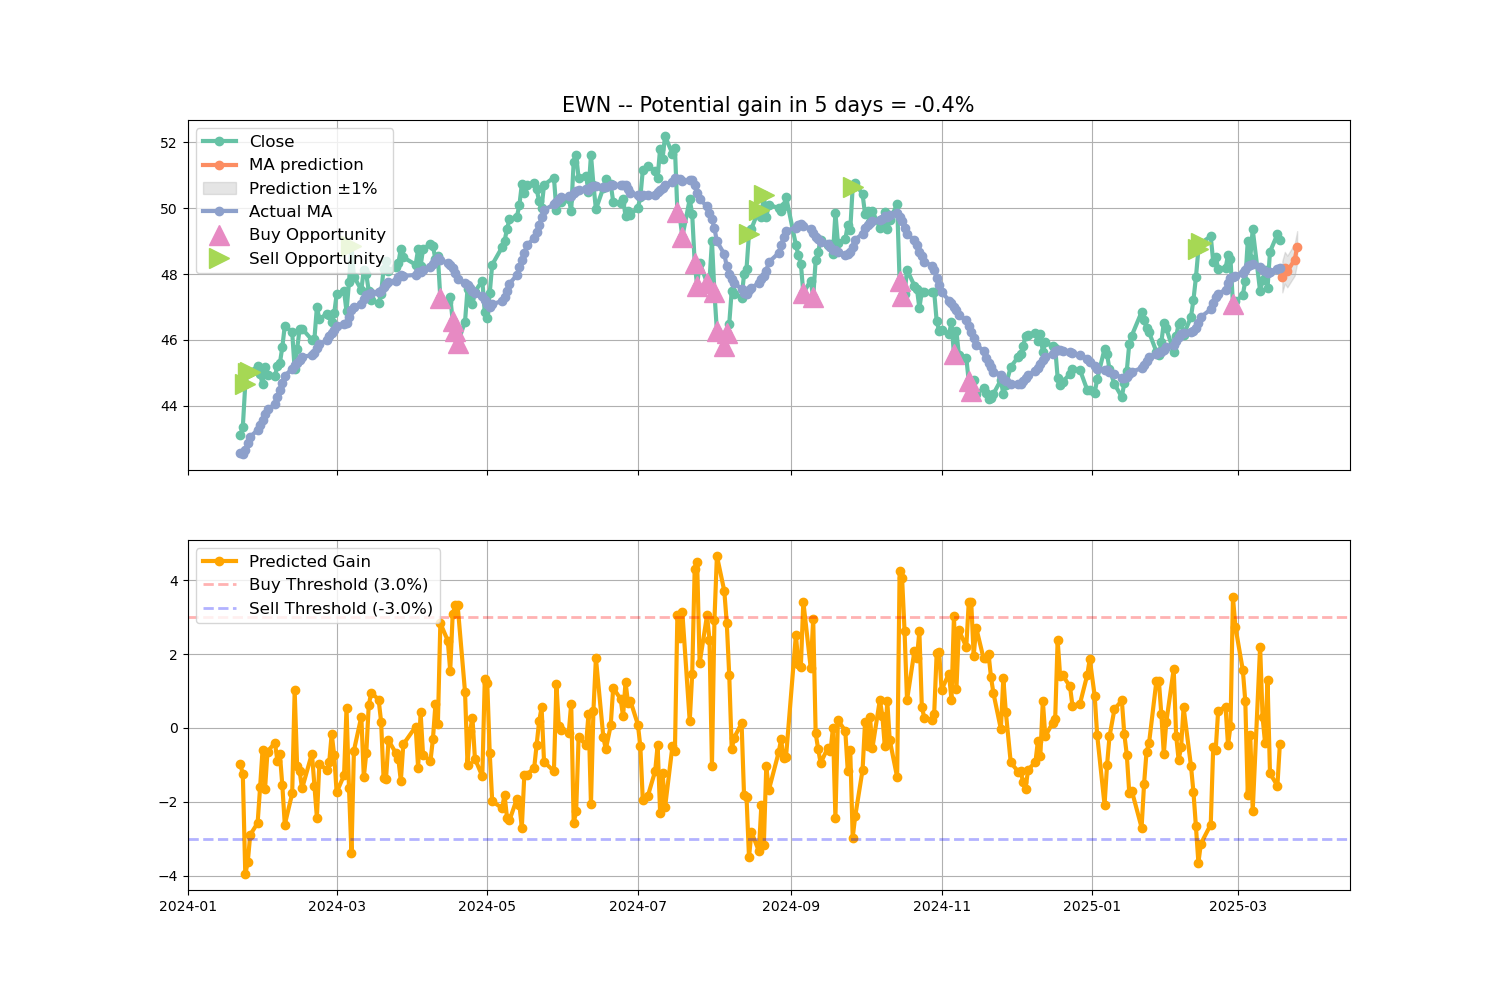 EWN -- Potential gain in 5 days = -0.4%
52
50
48
46
44
Close
MA prediction
Prediction ±1%
Actual MA
Buy Opportunity
Sell Opportunity
4
2
0
−2
−4
Predicted Gain
Buy Threshold (3.0%)
Sell Threshold (-3.0%)
2024-01 2024-03 2024-05 2024-07 2024-09 2024-11 2025-01 2025-03